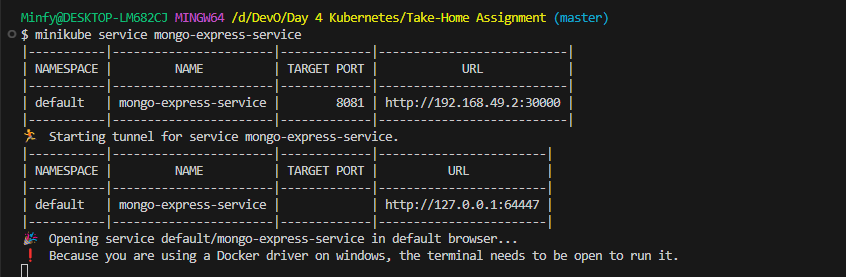 Minfy@DESKTOP-LM682CJ MINGW64 /d/DevO/Day 4 Kubernetes/Take-Home Assignment (master)
$ minikube service mongo-express-service
|-----------|-----------------------|-------------|---------------------------|
| NAMESPACE |         NAME          | TARGET PORT |            URL            |
|-----------|-----------------------|-------------|---------------------------|
| default   | mongo-express-service |        8081 | http://192.168.49.2:30000 |
|-----------|-----------------------|-------------|---------------------------|
🏃  Starting tunnel for service mongo-express-service.
|-----------|-----------------------|-------------|------------------------|
| NAMESPACE |         NAME          | TARGET PORT |          URL           |
|-----------|-----------------------|-------------|------------------------|
| default   | mongo-express-service |             | http://127.0.0.1:64447 |
|-----------|-----------------------|-------------|------------------------|
🎉  Opening service default/mongo-express-service in default browser...
❗  Because you are using a Docker driver on windows, the terminal needs to be open to run it.